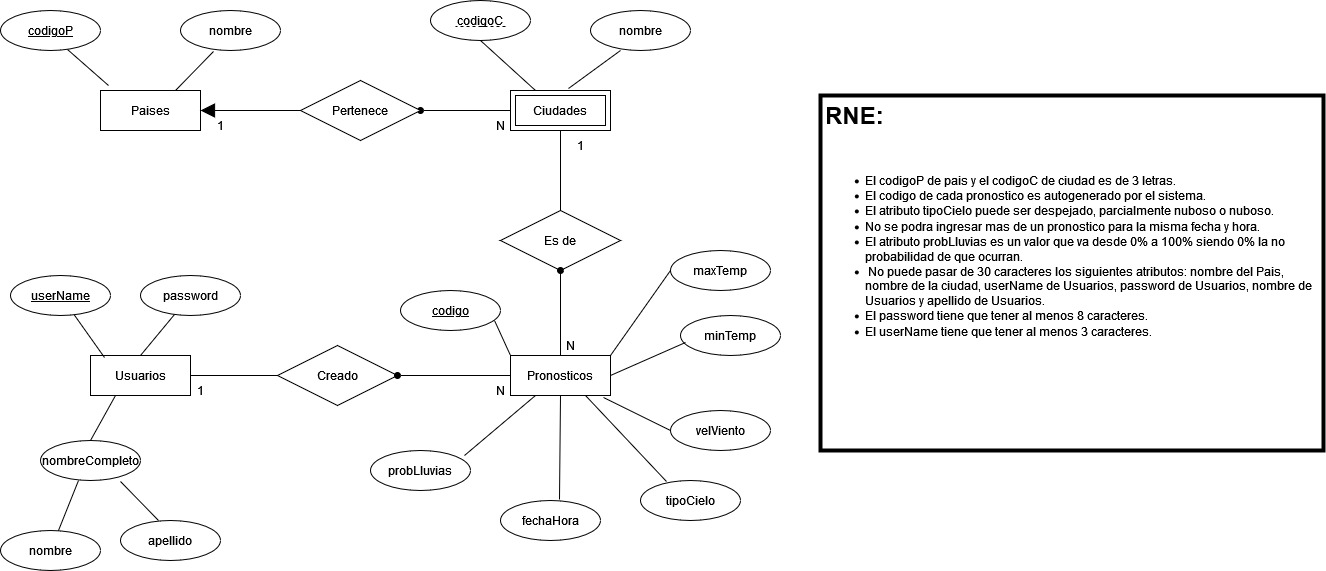 codigoP
nombre
codigoC
nombre
Paises
1
Pertenece
N
Ciudades
1
Es de
N
userName
password
Usuarios
1
Creado
N
Pronosticos
codigo
maxTemp
minTemp
velViento
tipoCielo
fechaHora
probLluvias
nombreCompleto
nombre
apellido
RNE:
• El codigoP de pais y el codigoC de ciudad es de 3 letras.
• El codigo de cada pronostico es autogenerado por el sistema.
• El atributo tipoCielo puede ser despejado, parcialmente nuboso o nuboso.
• No se podra ingresar mas de un pronostico para la misma fecha y hora.
• El atributo probLluvias es un valor que va desde 0% a 100% siendo 0% la no
probabilidad de que ocurran.
• No puede pasar de 30 caracteres los siguientes atributos: nombre del Pais,
nombre de la ciudad, userName de Usuarios, password de Usuarios, nombre de
Usuarios y apellido de Usuarios.
• El password tiene que tener al menos 8 caracteres.
• El userName tiene que tener al menos 3 caracteres.